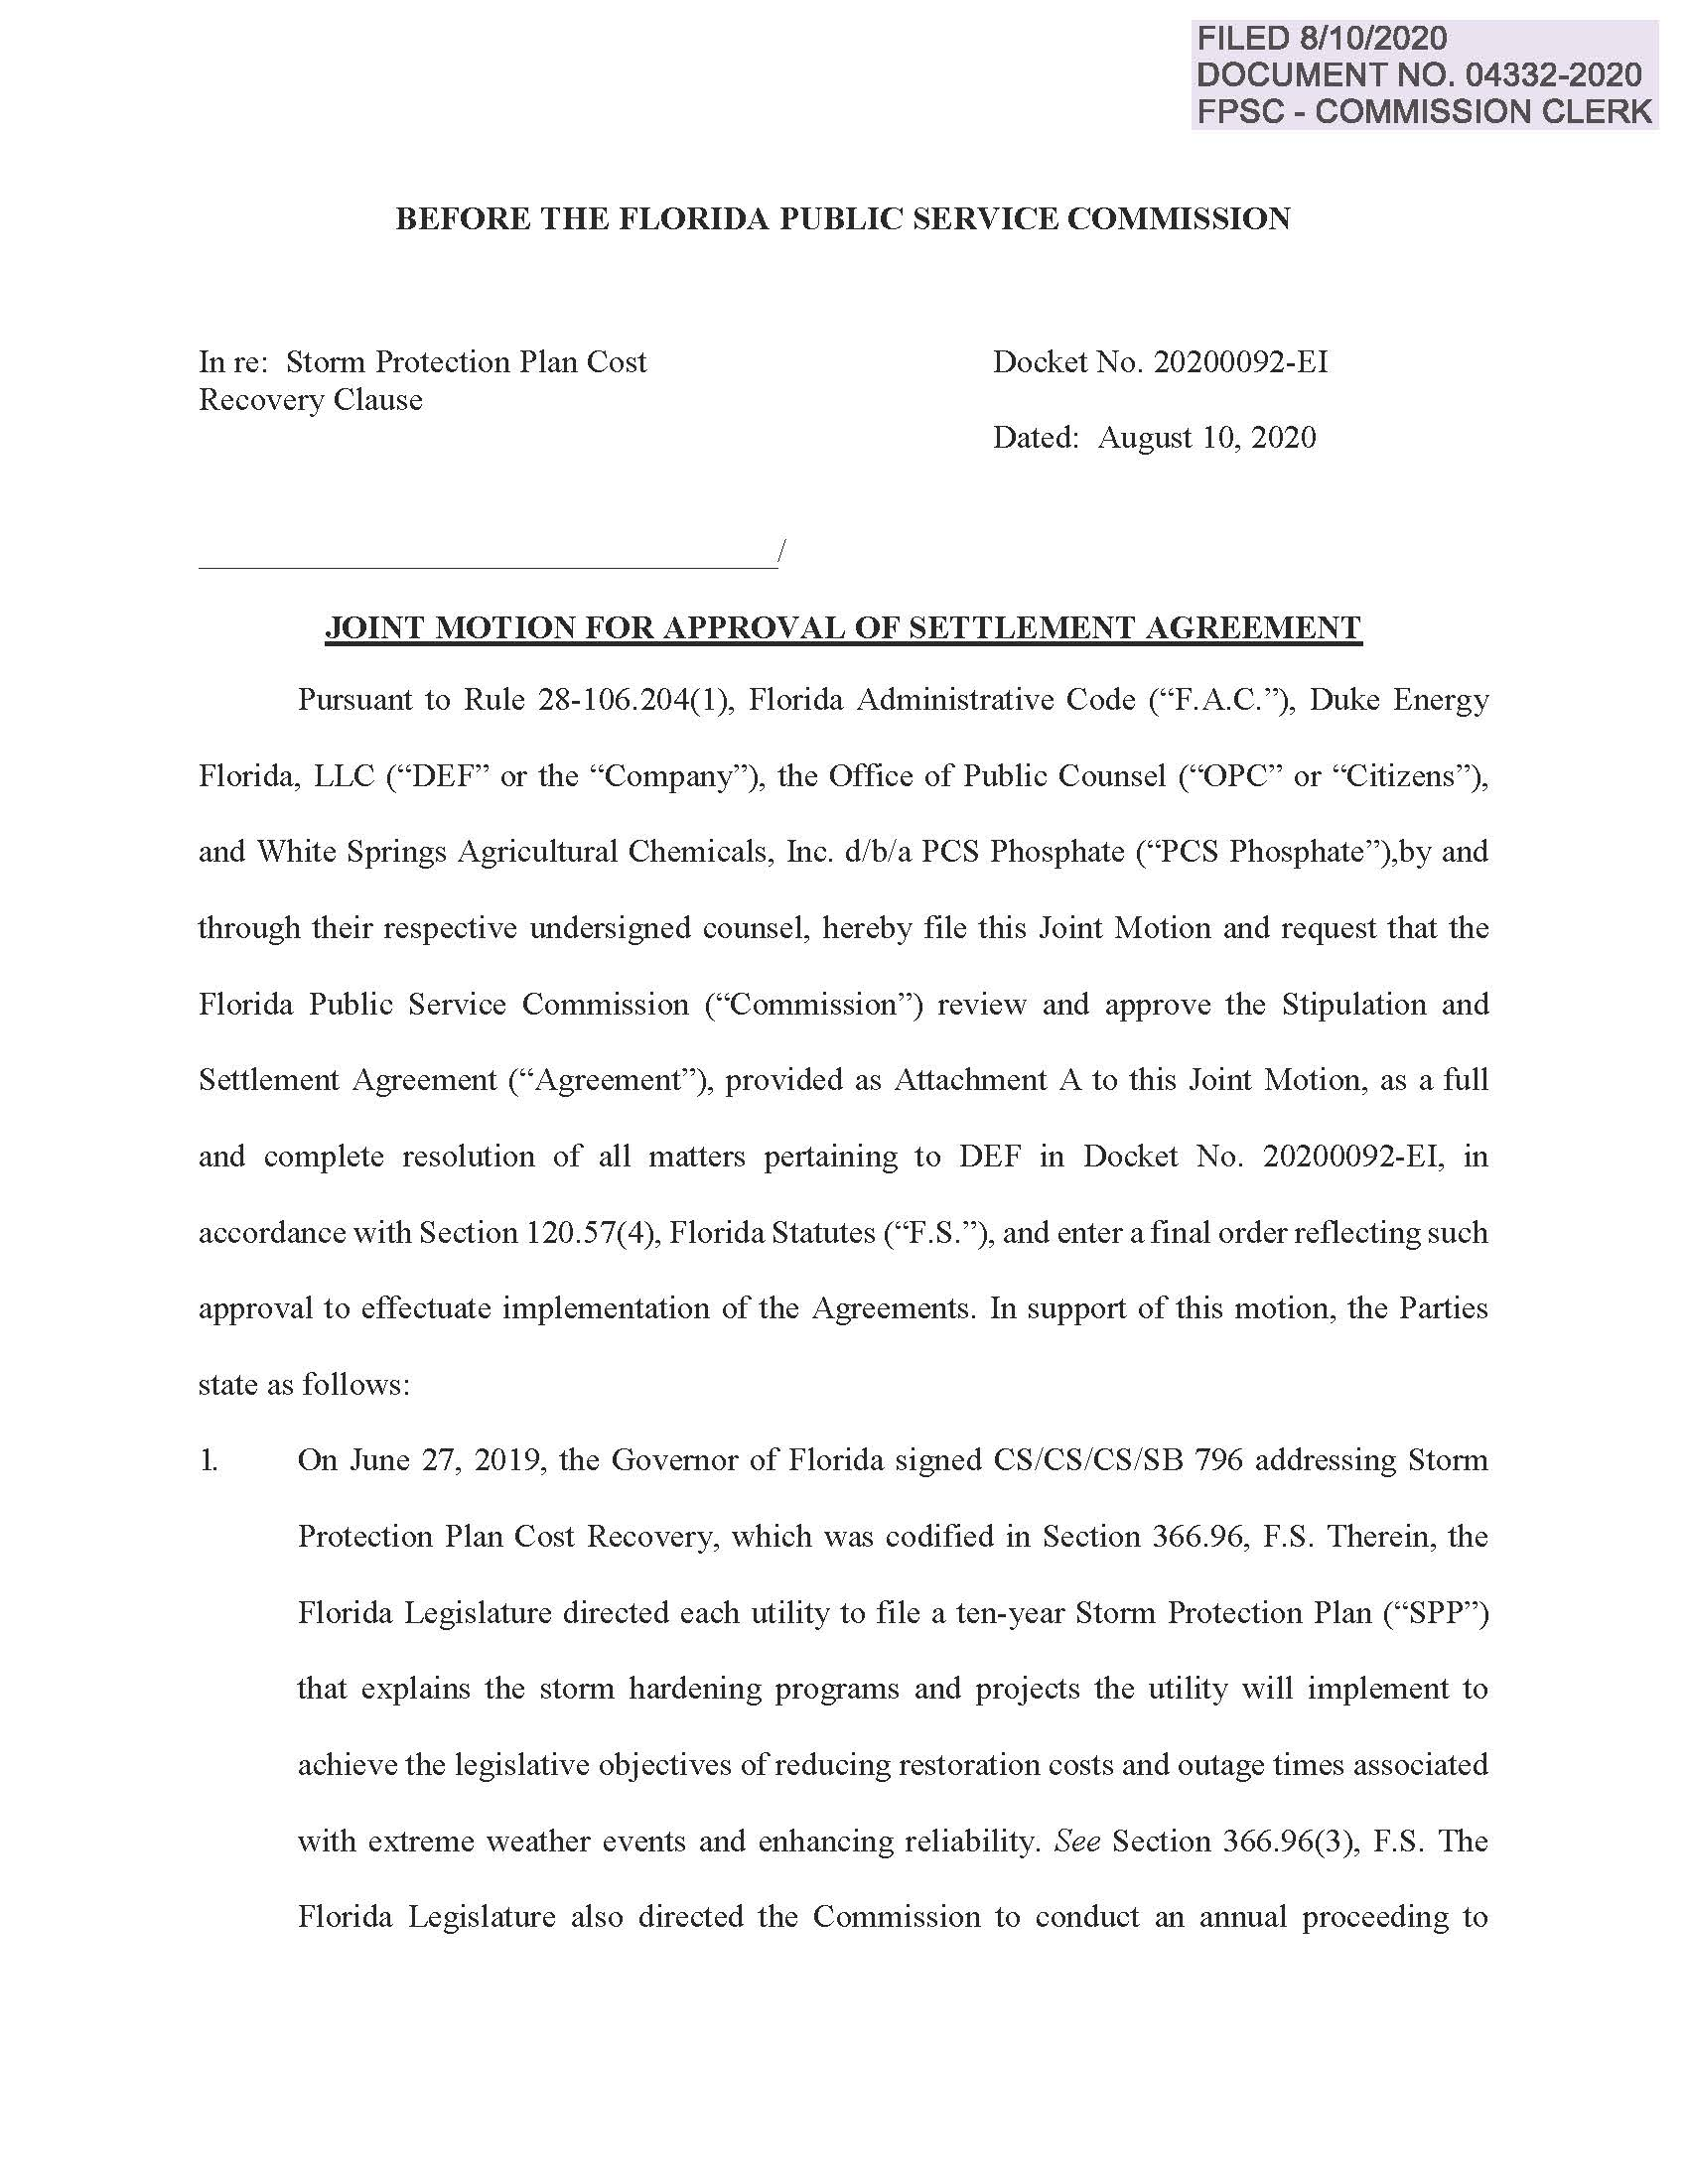 FILED 8/10/2020
DOCUMENT NO. 04332-2020
FPSC - COMMISSION CLERK
BEFORE THE FLORIDA PUBLIC SERVICE COMMISSION
In re: Storm Protection Plan Cost
Recovery Clause
Docket No. 20200092-EI
Dated: August 10, 2020
/
JOINT MOTION FOR APPROVAL OF SETTLEMENT AGREEMENT
Pursuant to Rule 28-106.204(1), Florida Administrative Code (“F.A.C.”), Duke Energy
Florida, LLC (“DEF” or the “Company”), the Office of Public Counsel (“OPC” or “Citizens”),
and White Springs Agricultural Chemicals, Inc. d/b/a PCS Phosphate (“PCS Phosphate”),by and
through their respective undersigned counsel, hereby file this Joint Motion and request that the
Florida Public Service Commission (“Commission”) review and approve the Stipulation and
Settlement Agreement (“Agreement”), provided as Attachment A to this Joint Motion, as a full
and complete resolution of all matters pertaining to DEF in Docket No. 20200092-EI, in
accordance with Section 120.57(4), Florida Statutes (“F.S.”), and enter a final order reflecting such
approval to effectuate implementation of the Agreements. In support of this motion, the Parties
state as follows:
1. On June 27, 2019, the Governor of Florida signed CS/CS/CS/SB 796 addressing Storm
Protection Plan Cost Recovery, which was codified in Section 366.96, F.S. Therein, the
Florida Legislature directed each utility to file a ten-year Storm Protection Plan (“SPP”)
that explains the storm hardening programs and projects the utility will implement to
achieve the legislative objectives of reducing restoration costs and outage times associated
with extreme weather events and enhancing reliability. See Section 366.96(3), F.S. The
Florida Legislature also directed the Commission to conduct an annual proceeding to